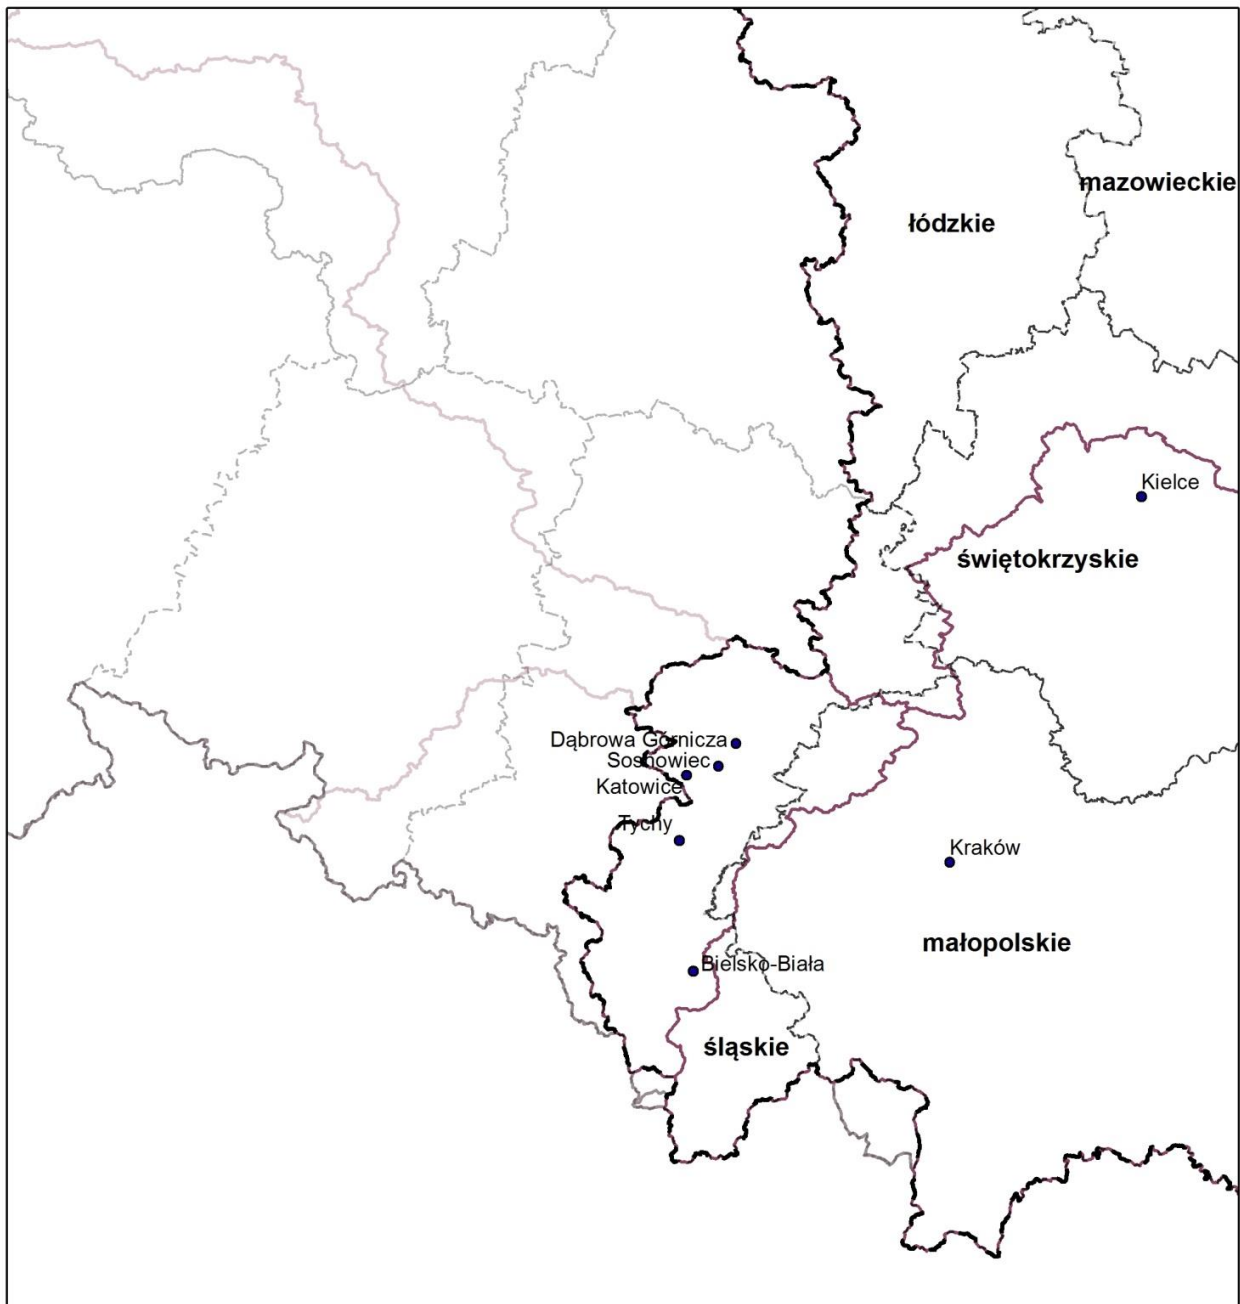 mazowieckie
łódzkie
Kielce
świętokrzyskie
Dąbrowa Górnicza
Sosnowiec
Katowice
Tychy
Kraków
małopolskie
Bielsko-Biała
śląskie